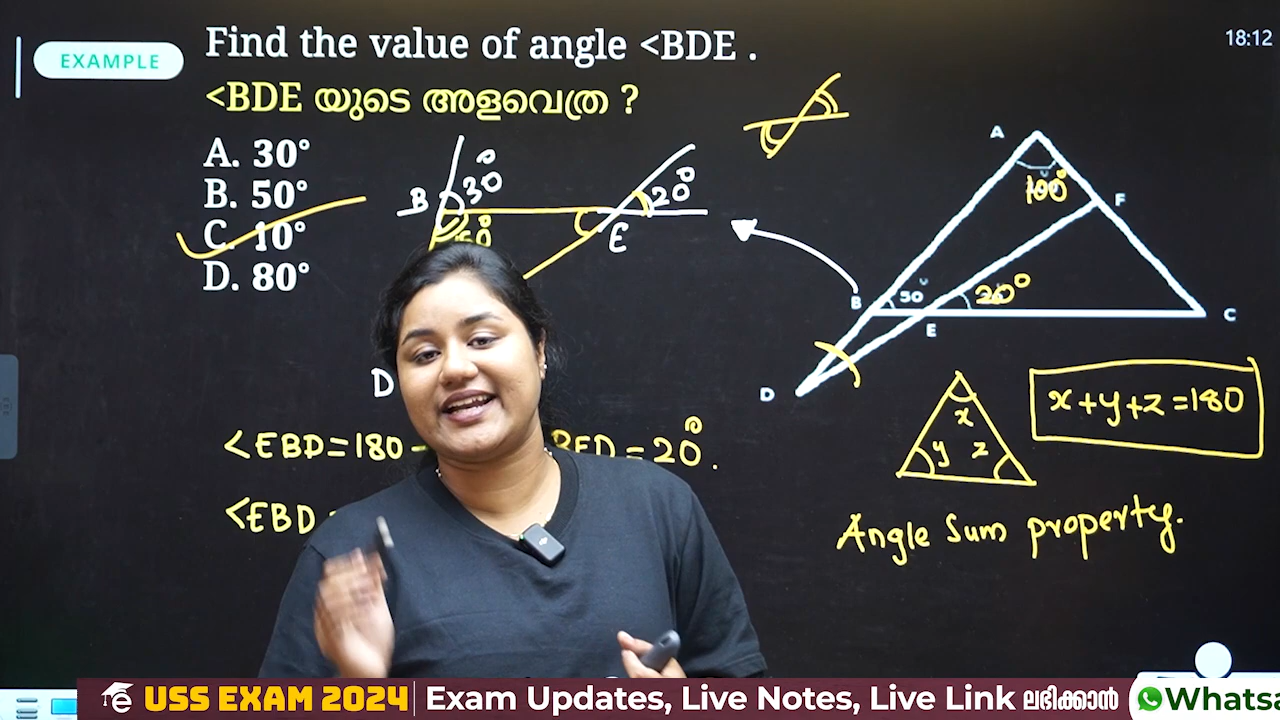 18:12
EXAMPLE
Find the value of angle <BDE .
<BDE യുടെ അളവെത്ര ?
A. 30°
B. 50°
C. 10°
D. 80°
B 30°
20°
E
D
A
100°
F
B 50°
20°
E
C
D
x
y z
x+y+z=180
Angle Sum property.
<EBD=180-
BED=20°.
<EBD=
USS EXAM 2024
Exam Updates, Live Notes, Live Link ലഭിക്കാൻ
Whatsa